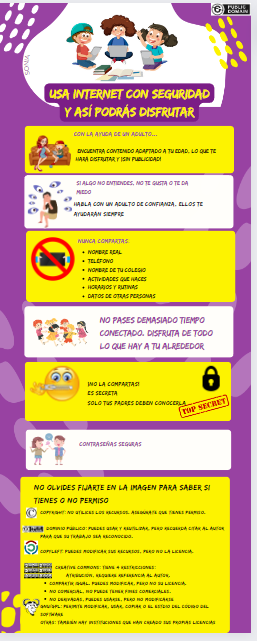 PUBLIC
DOMAIN
SONIA
USA INTERNET CON SEGURIDAD
Y ASÍ PODRÁS DISFRUTAR
CON LA AYUDA DE UN ADULTO...
ENCUENTRA CONTENIDO ADAPTADO A TU EDAD, LO QUE TE
HARÁ DISFRUTAR Y ¡SIN PUBLICIDAD!
SI ALGO NO ENTIENDES, NO TE GUSTA O TE DA
MIEDO
HABLA CON UN ADULTO DE CONFIANZA, ELLOS TE
AYUDARAN SIEMPRE
NUNCA COMPARTAS:
NOMBRE REAL
TELÉFONO
NOMBRE DE TU COLEGIO
ACTIVIDADES QUE HACES
HORARIOS Y RUTINAS
DATOS DE OTRAS PERSONAS
NO PASES DEMASIADO TIEMPO
CONECTADO, DISFRUTA DE TODO
LO QUE HAY A TU ALREDEDOR
¡NO LA COMPARTAS!
ES SECRETA
SOLO TUS PADRES DEBEN CONOCERLA
TOP SECRET
CONTRASEÑAS SEGURAS
NO OLVIDES FIJARTE EN LA IMAGEN PARA SABER SI
TIENES O NO PERMISO
COPYRIGHT: NO UTILICES LOS RECURSOS, ASEGÚRATE QUE TIENES PERMISO.
DOMINIO PÚBLICO: PUEDES USAR Y REUTILIZAR, PERO RECUERDA CITAR AL AUTOR
PARA QUE SU TRABAJO SEA RECONOCIDO.
COPYLEFT: PUEDES MODIFICAR SUS RECURSOS, PERO NO LA LICENCIA.
CREATIVE COMMONS: TIENE 4 RESTRICCIONES:
ATRIBUCION, REQUIERE REFERENCIA AL AUTOR.
COMPARTIR IGUAL, PUEDES MODIFICAR, PERO NO SU LICENCIA.
NO COMERCIAL, NO PUEDE TENER FINES COMERCIALES.
NO DERIVADAS, PUEDES USARLE, PERO NO MODIFICARTE
GNU/GPL: PERMITE MODIFICAR, USAR, COPIAR, O EL ESTUDIO DEL CÓDIGO DEL
SOFTWARE
OTRAS: TAMBIÉN HAY INSTITUCIONES QUE HAN CREADO SUS PROPIAS LICENCIAS